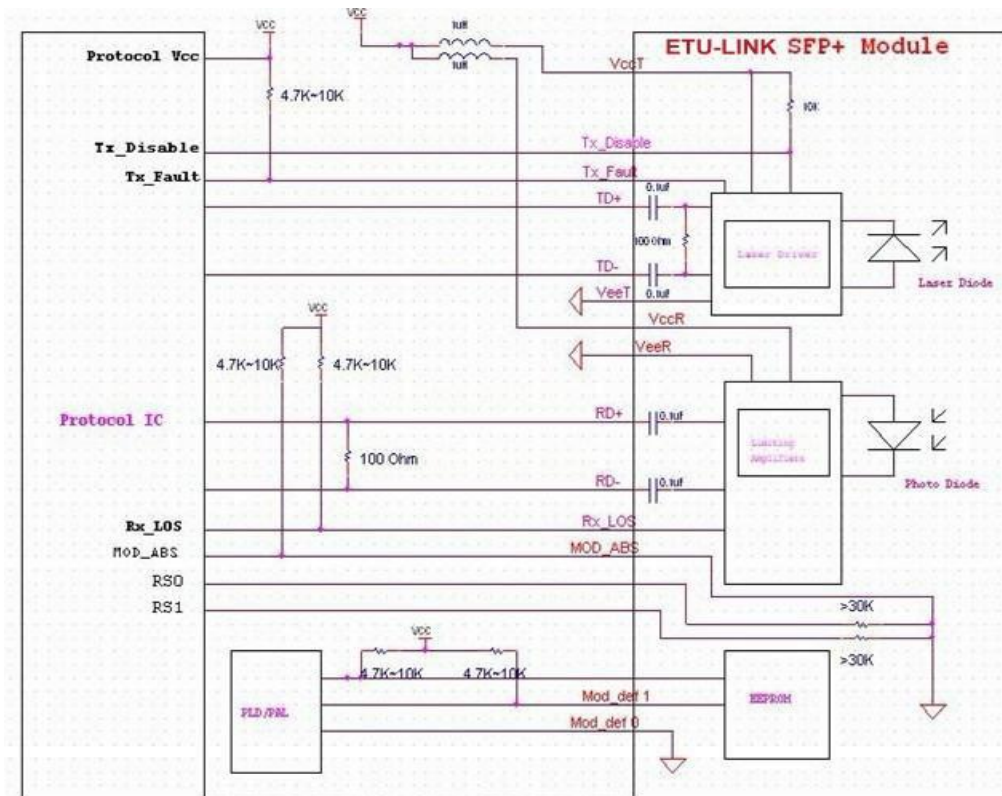 Vcc
Vcc
1uH
1uH
ETU-LINK SFP+ Module
Protocol Vcc
VccT
4.7K~10K
10K
Tx_Disable
Tx_Disable
Tx_Fault
Tx_Fault
TD+
0.1uf
100 Ohm
Laser Driver
TD-
0.1uf
VeeT
Laser Diode
VccR
Vcc
VeeR
4.7K~10K
4.7K~10K
Protocol IC
RD+
0.1uf
Limiting
Amplifiers
100 Ohm
RD-
0.1uf
Photo Diode
Rx_LOS
Rx_LOS
MOD_ABS
MOD_ABS
RS0
RS1
>30K
>30K
Vcc
4.7K~10K
4.7K~10K
PLD/PAL
Mod_def 1
EEPROM
Mod_def 0